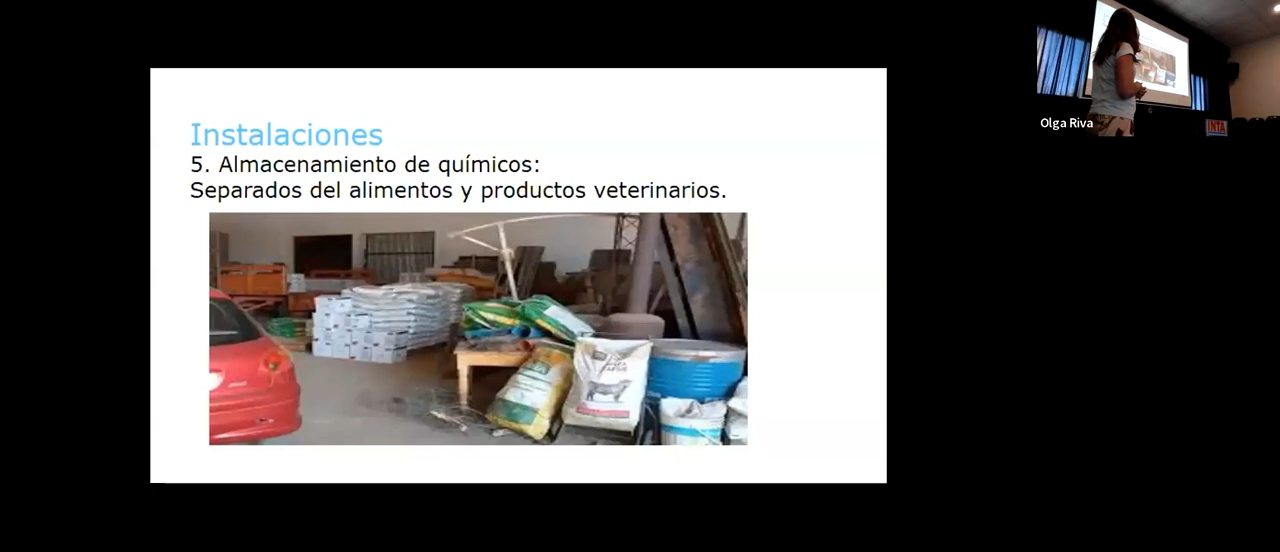 Instalaciones
5. Almacenamiento de químicos:
Separados del alimentos y productos veterinarios.
Olga Riva
INTA